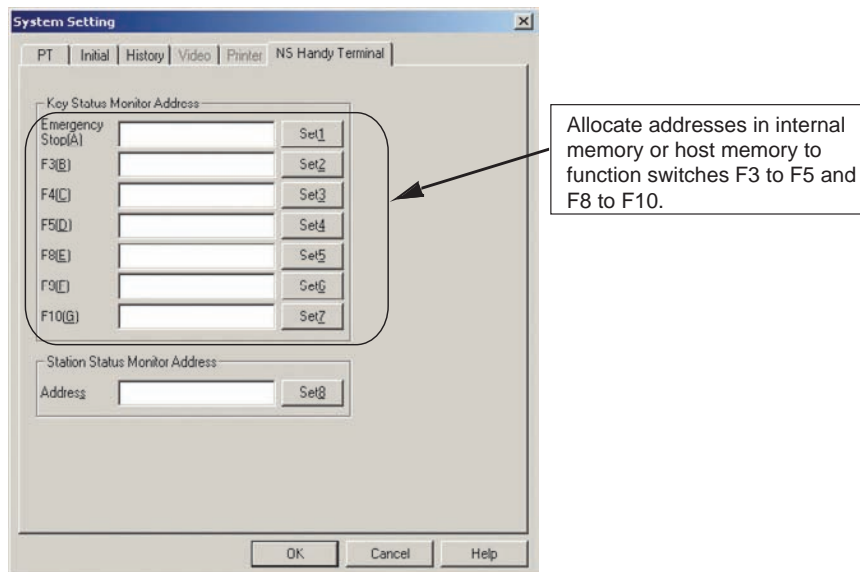 System Setting
PT Initial History Video Printer NS Handy Terminal
Key Status Monitor Address
Emergency
Stop(A) Set1
F3(B) Set2
F4(C) Set3
F5(D) Set4
F8(E) Set5
F9(F) Set6
F10(G) Set7
Station Status Monitor Address
Address Set8
OK Cancel Help
Allocate addresses in internal
memory or host memory to
function switches F3 to F5 and
F8 to F10.